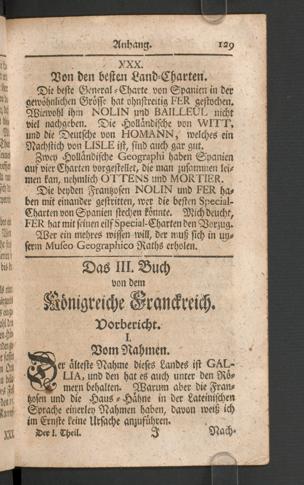 Anhang. 129
XXX.
Von den besten Land-Charten.
Die beste General-Charte von Spanien in der
gewöhnlichen Grösse hat ohnstreitig FER gestochen.
Wiewohl ihm NOLIN und BAILLEUL nicht
viel nachgeben. Die Holländische von WITT,
und die Deutsche von HOMANN, welches ein
Nachstich von LISLE ist, sind auch gar gut.
Zwey Holländische Geographi haben Spanien
auf vier Charten vorgestellet, die man zusammen lei-
men kan, nehmlich OTTENS und MORTIER.
Die beyden Franzosen NOLIN und FER ha-
ben mit einander gestritten, wer die besten Special-
Charten von Spanien stechen könnte. Mich deucht,
FER hat mit seinen eilf Special-Charten den Vorzug.
Wer ein mehres wissen will, der muß sich in un-
serm Museo Geographico Raths erholen.
Das III. Buch
von dem
Königreiche Franckreich.
Vorbericht.
I.
Vom Nahmen.
Der älteste Nahme dieses Landes ist GAL-
LIA, und den hat es auch unter den Rö-
mern behalten. Warum aber die Fran-
tzosen und die Haus-Hähne in der Lateinischen
Sprache einerley Nahmen haben, davon weiß ich
im Ernste keine Ursache anzuführen.
Der I. Theil. J Nach-